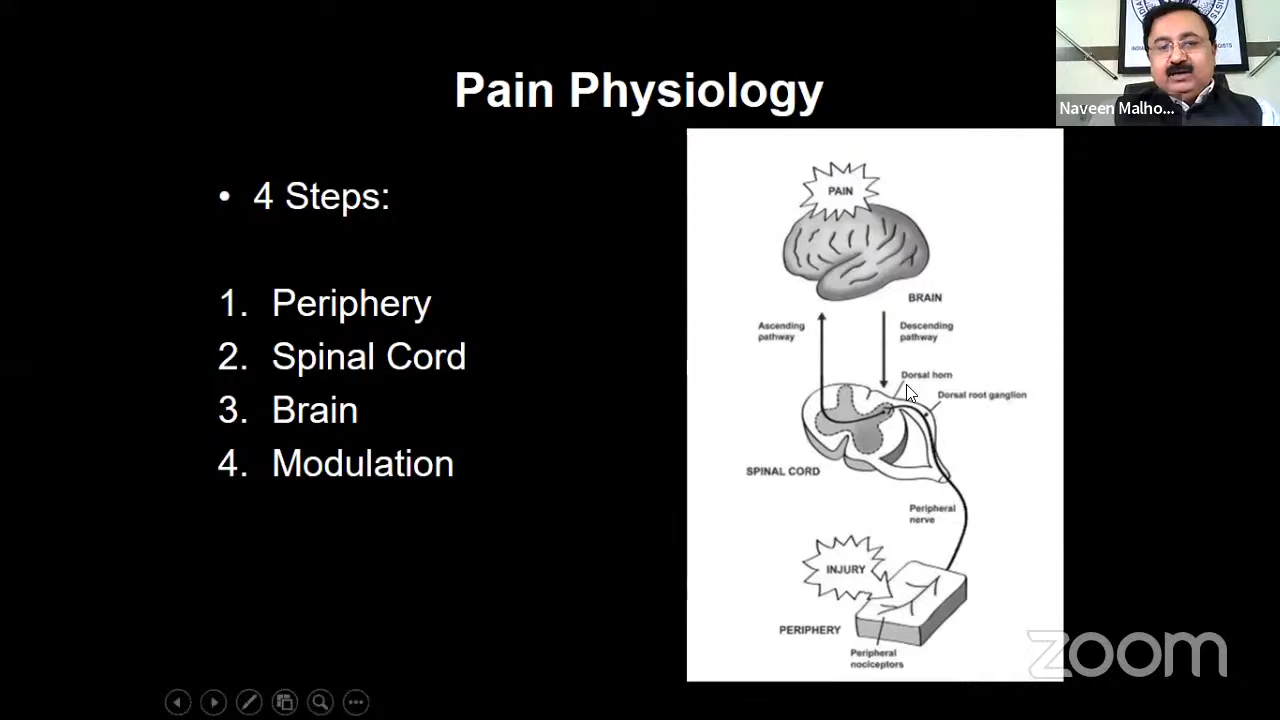 Pain Physiology
Naveen Malho...
• 4 Steps:
1. Periphery
2. Spinal Cord
3. Brain
4. Modulation
PAIN
BRAIN
Ascending
pathway
Descending
pathway
Dorsal horn
Dorsal root ganglion
SPINAL CORD
Peripheral
nerve
INJURY
PERIPHERY
Peripheral
nociceptors
zoom